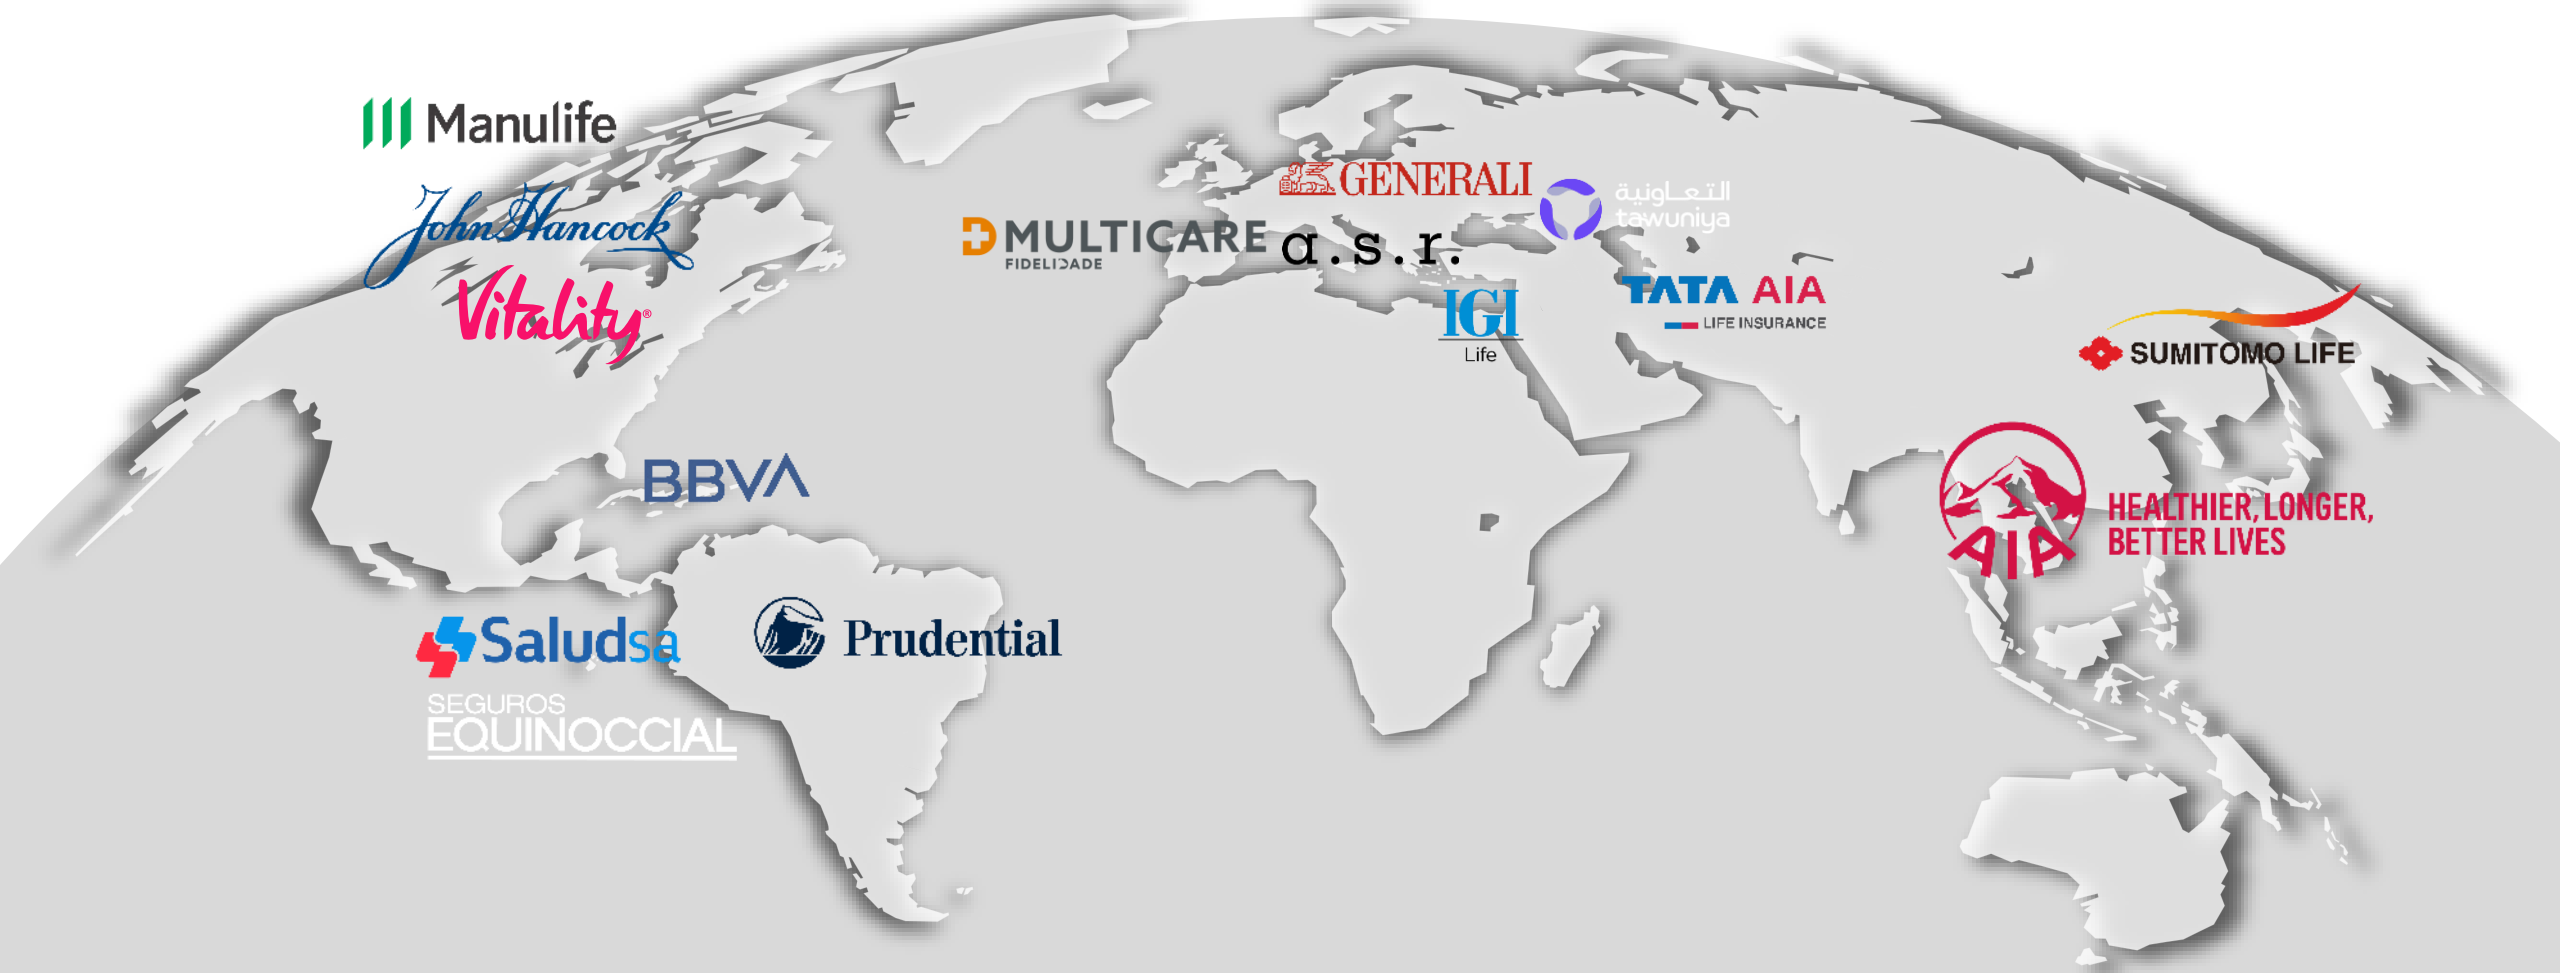 Manulife
John Hancock
Vitality®
BBVA
Saludsa
SEGUROS
EQUINOCCIAL
Prudential
MULTICARE
FIDELIDADE
GENERALI
a.s.r.
التعاونية
tawuniya
IGI
Life
TATA AIA
LIFE INSURANCE
SUMITOMO LIFE
AIA
HEALTHIER, LONGER,
BETTER LIVES